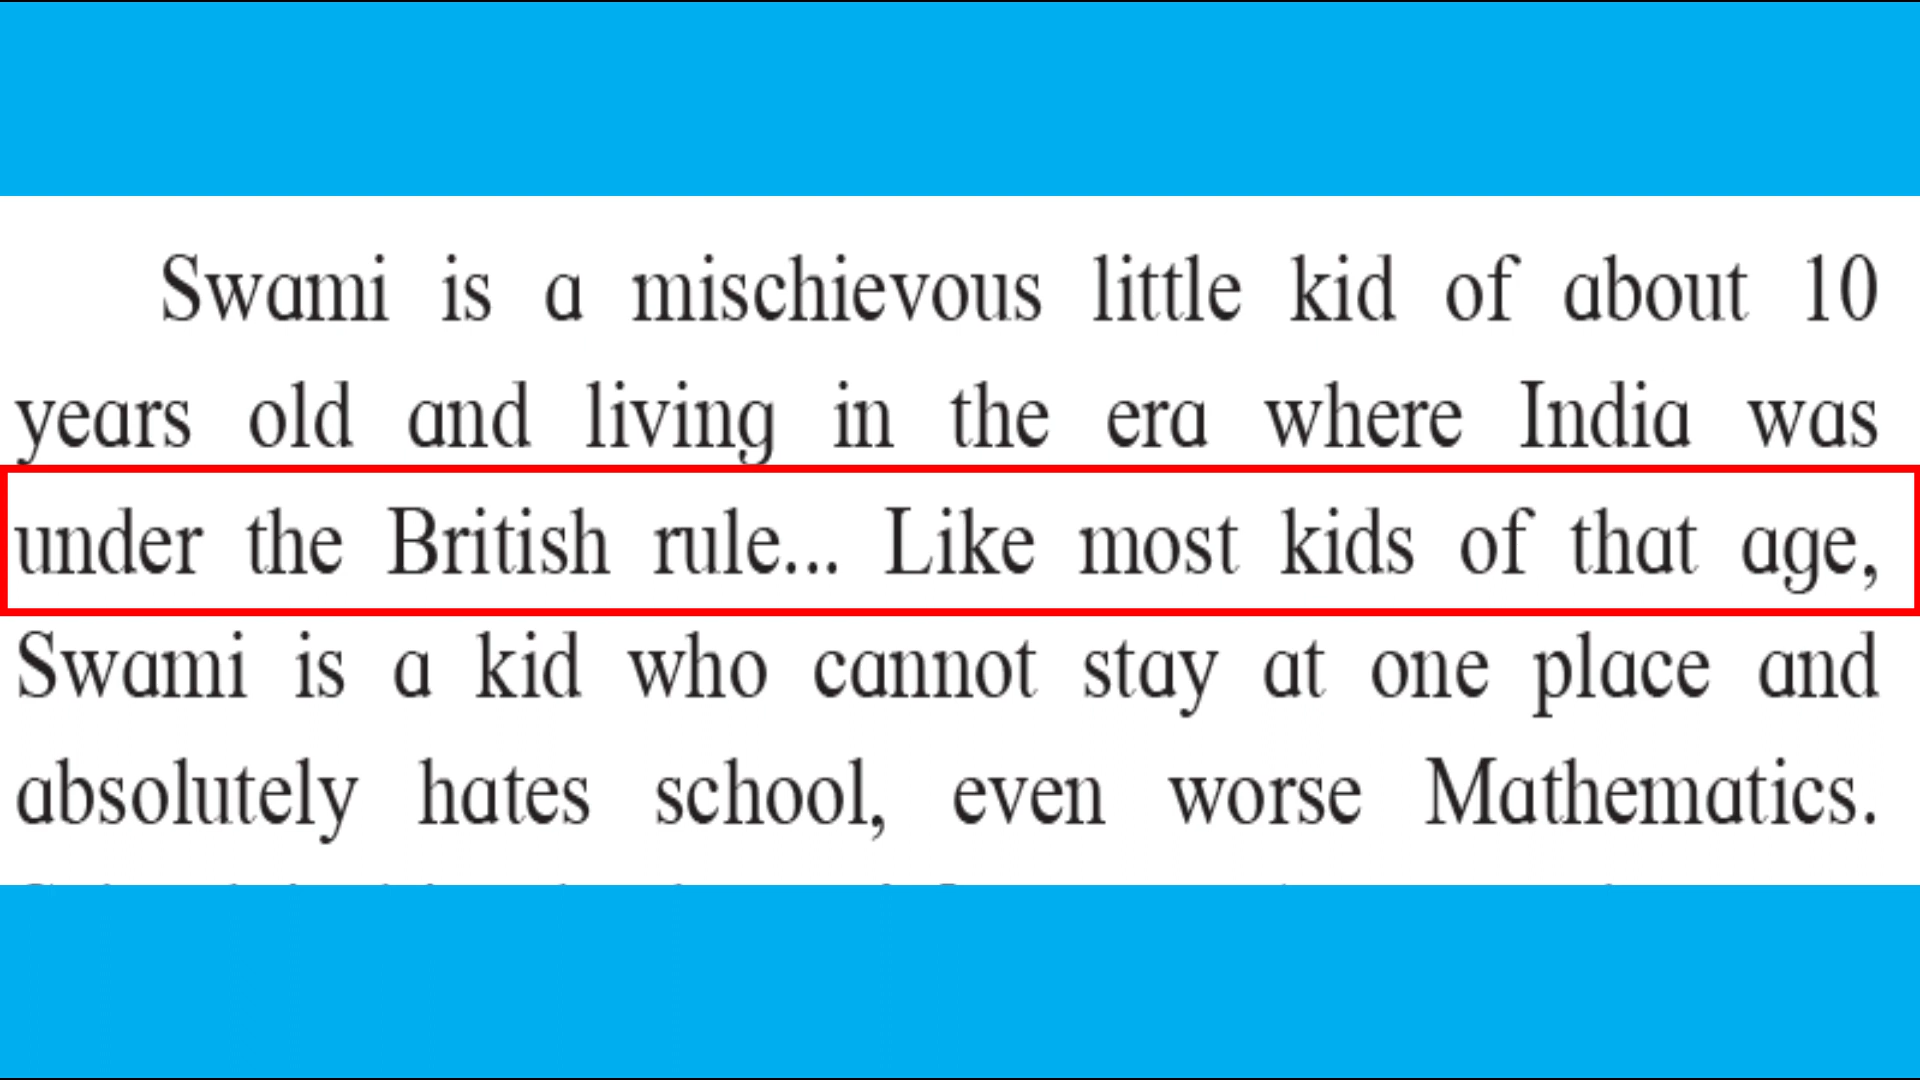 Swami is a mischievous little kid of about 10
years old and living in the era where India was
under the British rule... Like most kids of that age,
Swami is a kid who cannot stay at one place and
absolutely hates school, even worse Mathematics.